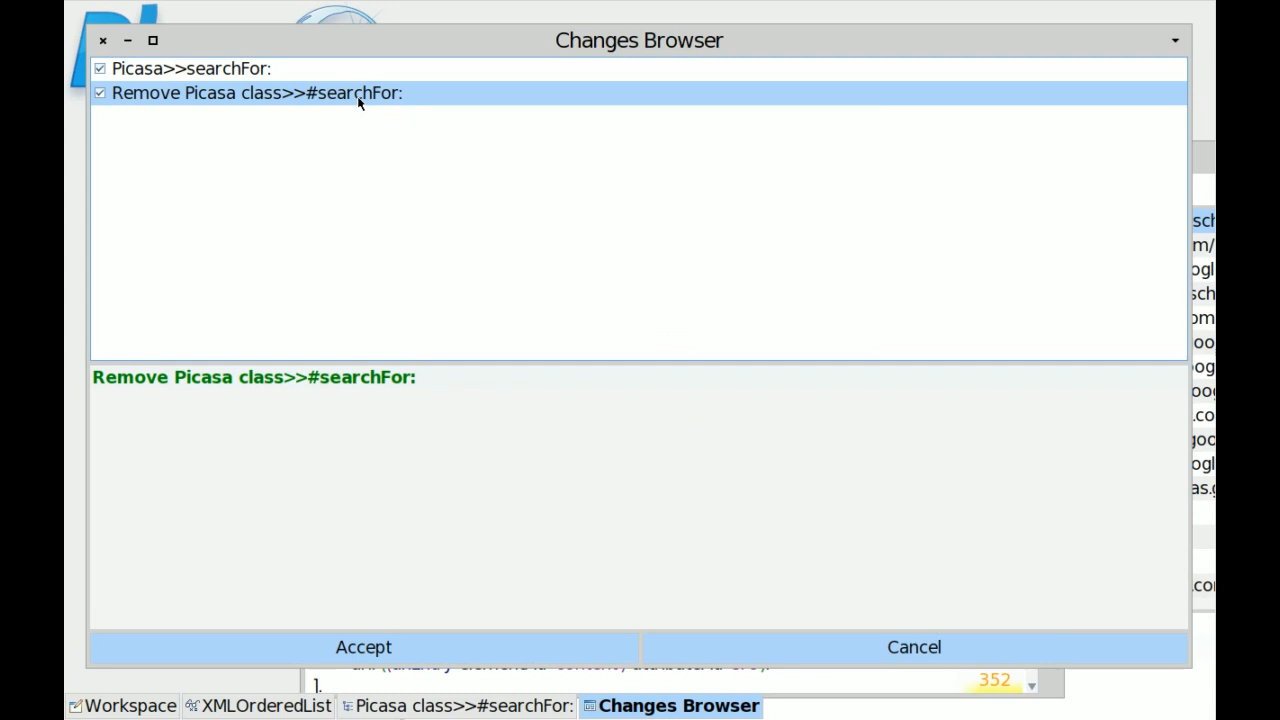 Changes Browser
Picasa>>searchFor:
Remove Picasa class>>#searchFor:
Remove Picasa class>>#searchFor:
Accept
Cancel
352
].
Workspace
XMLOrderedList
Picasa class>>#searchFor:
Changes Browser